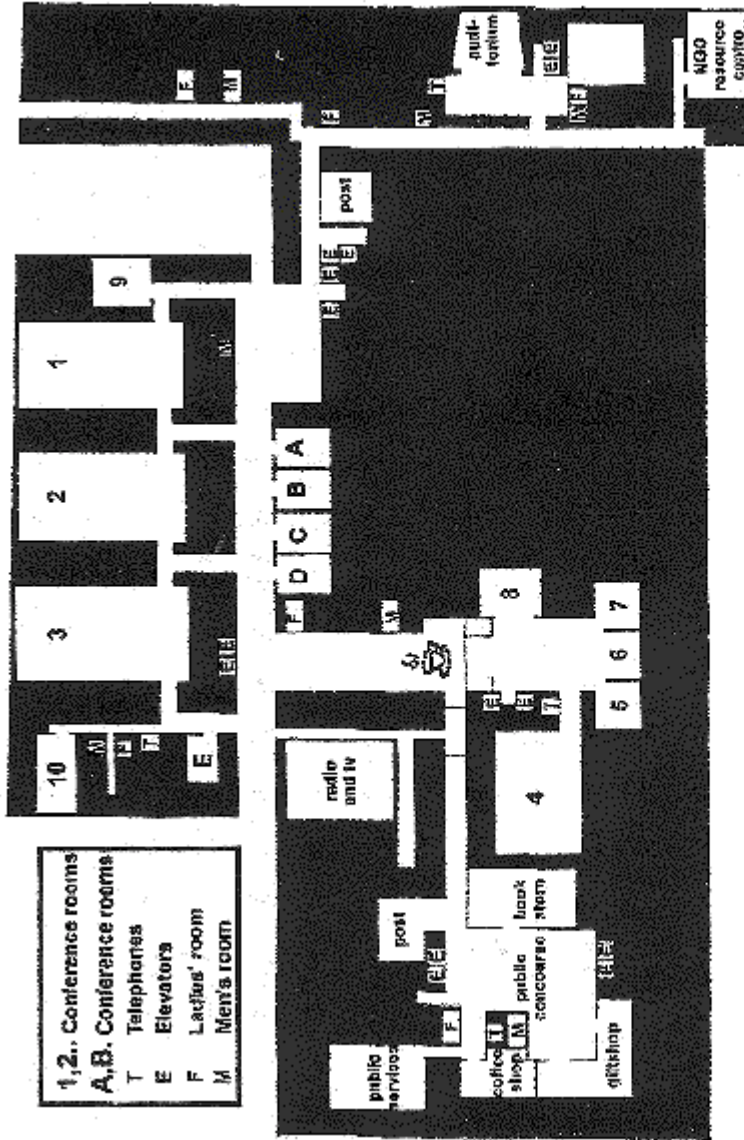 1,2.. Conference rooms
A,B. Conference rooms
T Telephones
E Elevators
F Ladies' room
M Men's room
10
M
F
T
E
3
E E
2
1
M
9
F
M
F
M
T
audi-
torium
E E
M F
NGO
resource
centre
post
E
E
E
E
D
C
B
A
F
M
radio
and tv
E
E
T
8
5
6
7
4
book
store
post
E E
public
concourse
E E
F
T
M
public
services
coffee
shop
giftshop